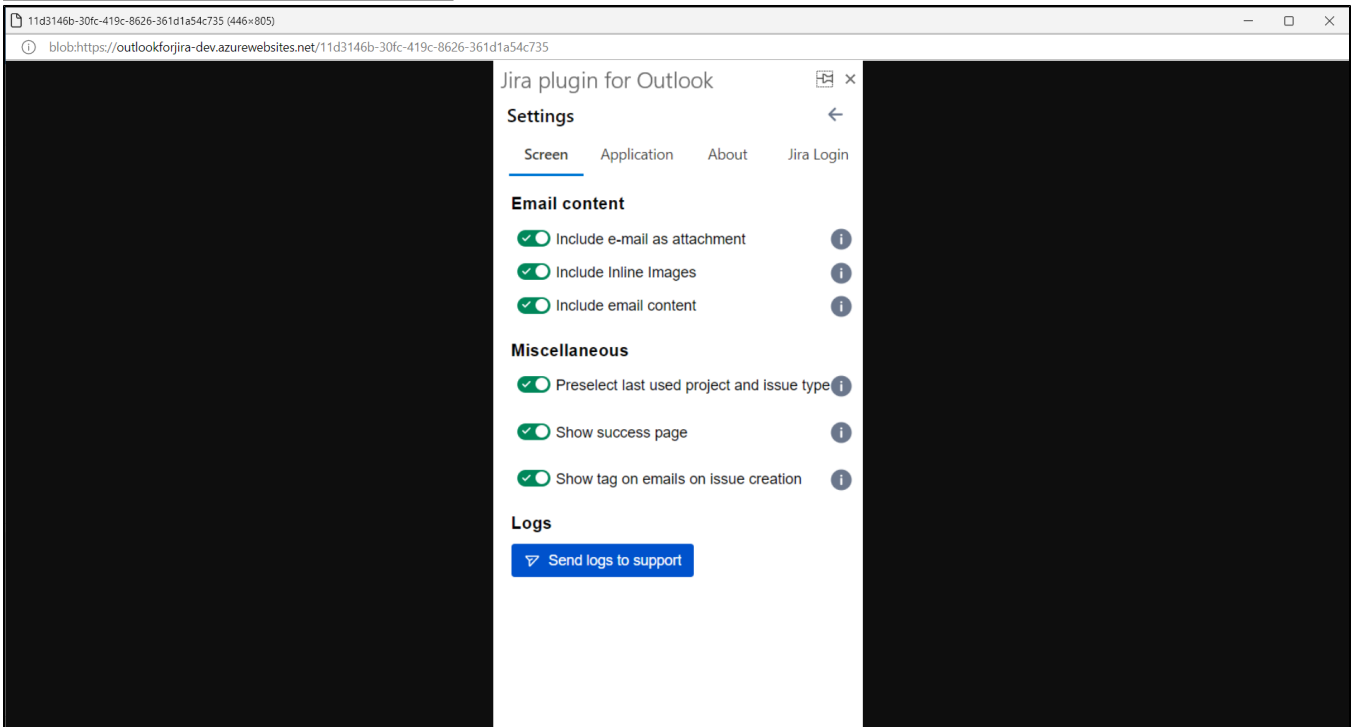 11d3146b-30fc-419c-8626-361d1a54c735 (446×805)
blob:https://outlookforjira-dev.azurewebsites.net/11d3146b-30fc-419c-8626-361d1a54c735
Jira plugin for Outlook
Settings
Screen Application About Jira Login
Email content
Include e-mail as attachment
Include Inline Images
Include email content
Miscellaneous
Preselect last used project and issue type
Show success page
Show tag on emails on issue creation
Logs
Send logs to support